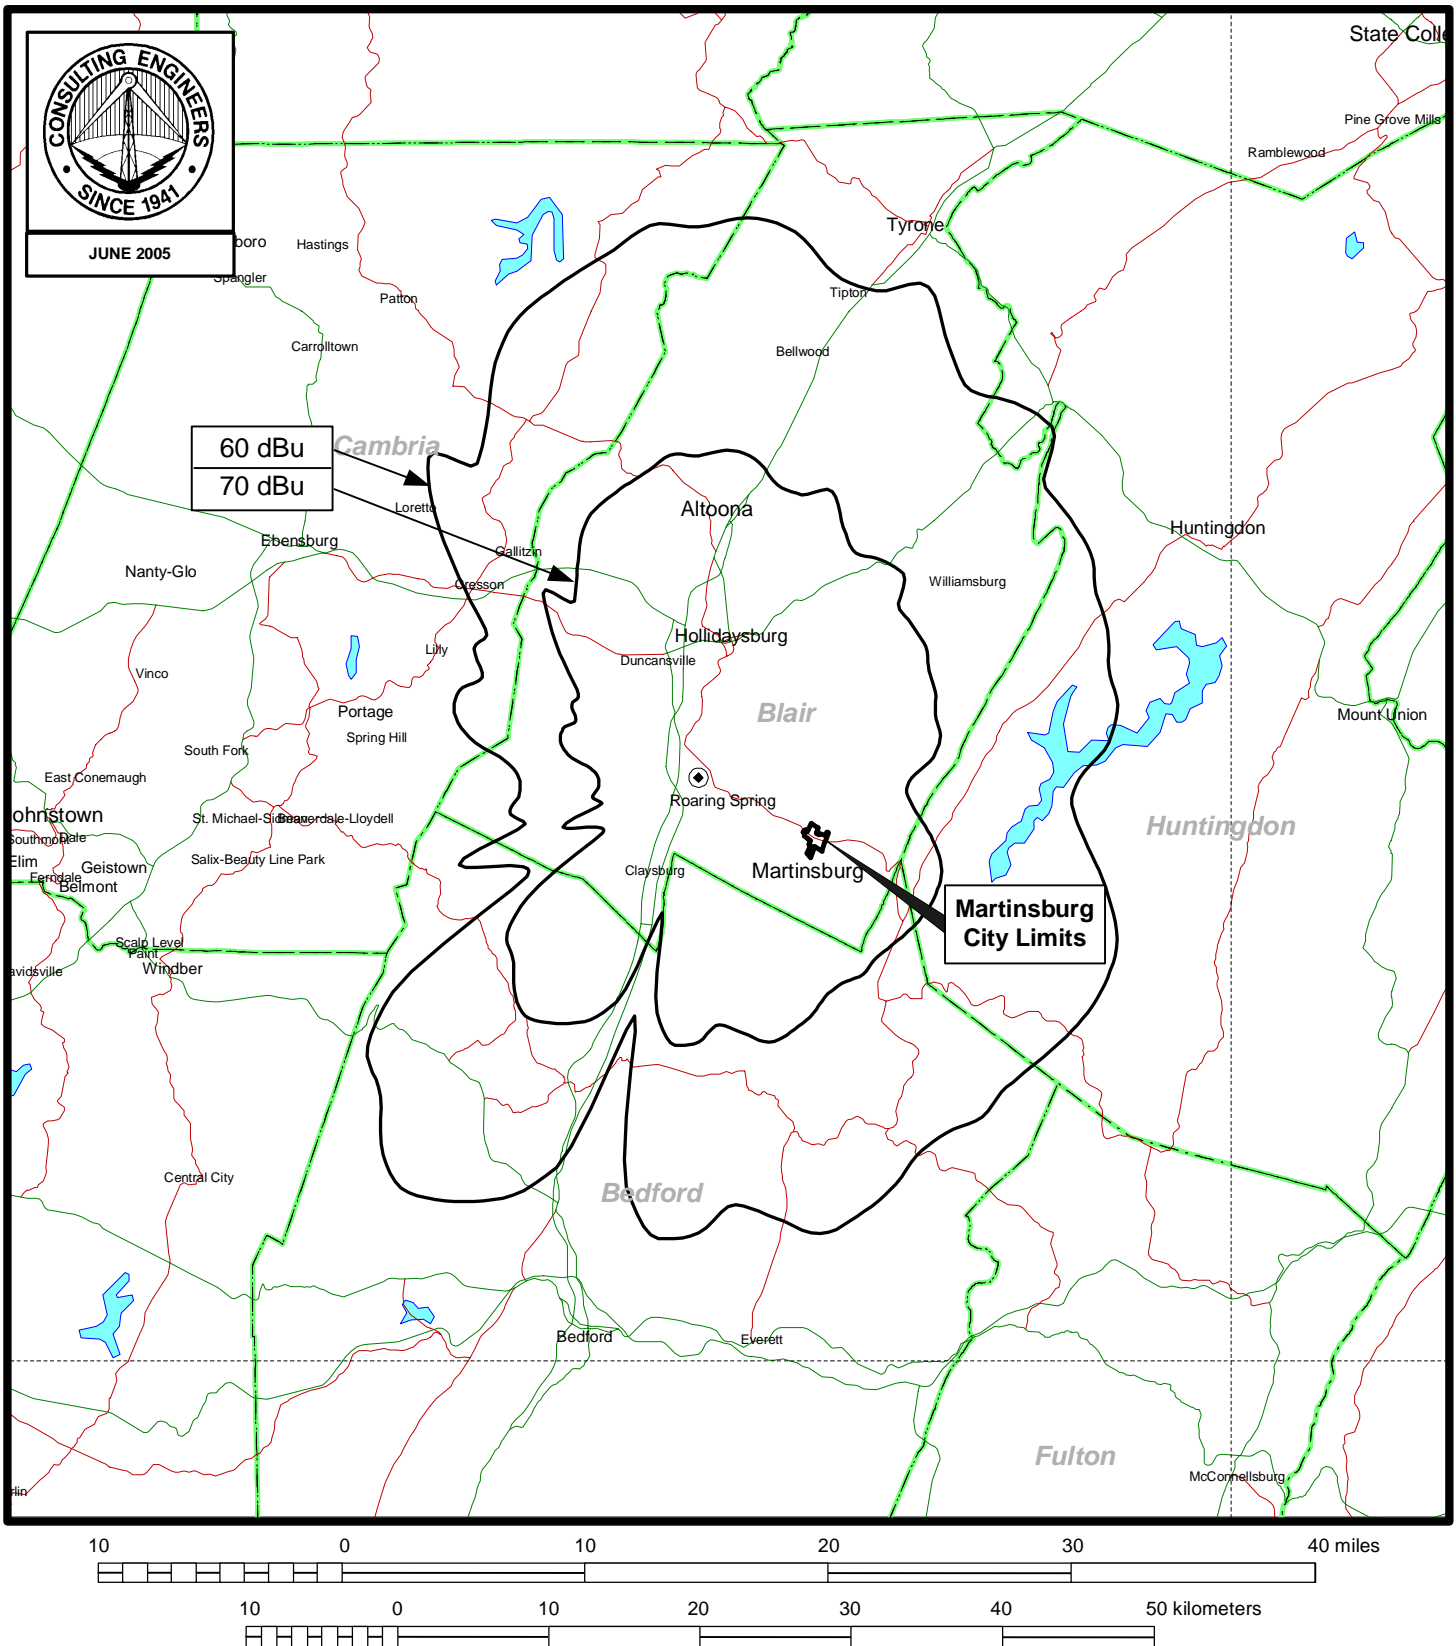 State Colle
CONSULTING ENGINEERS
SINCE 1941
JUNE 2005
Pine Grove Mills
Ramblewood
Tyrone
boro
Hastings
Spangler
Patton
Tipton
Carrolltown
Bellwood
60 dBu
70 dBu
Cambria
Loretto
Altoona
Huntingdon
Ebensburg
Gallitzin
Nanty-Glo
Cresson
Williamsburg
Hollidaysburg
Lilly
Duncansville
Vinco
Portage
Blair
Mount Union
Spring Hill
South Fork
East Conemaugh
Roaring Spring
ohnstown
St. Michael-Sidman
Beaverdale-Lloydell
Huntingdon
Southmont
Dale
Elim
Geistown
Salix-Beauty Line Park
Ferndale
Belmont
Claysburg
Martinsburg
Martinsburg
City Limits
Scalp Level
Paint
avidsville
Windber
Central City
Bedford
Bedford
Everett
Fulton
McConnellsburg
rlin
10 0 10 20 30 40 miles
10 0 10 20 30 40 50 kilometers